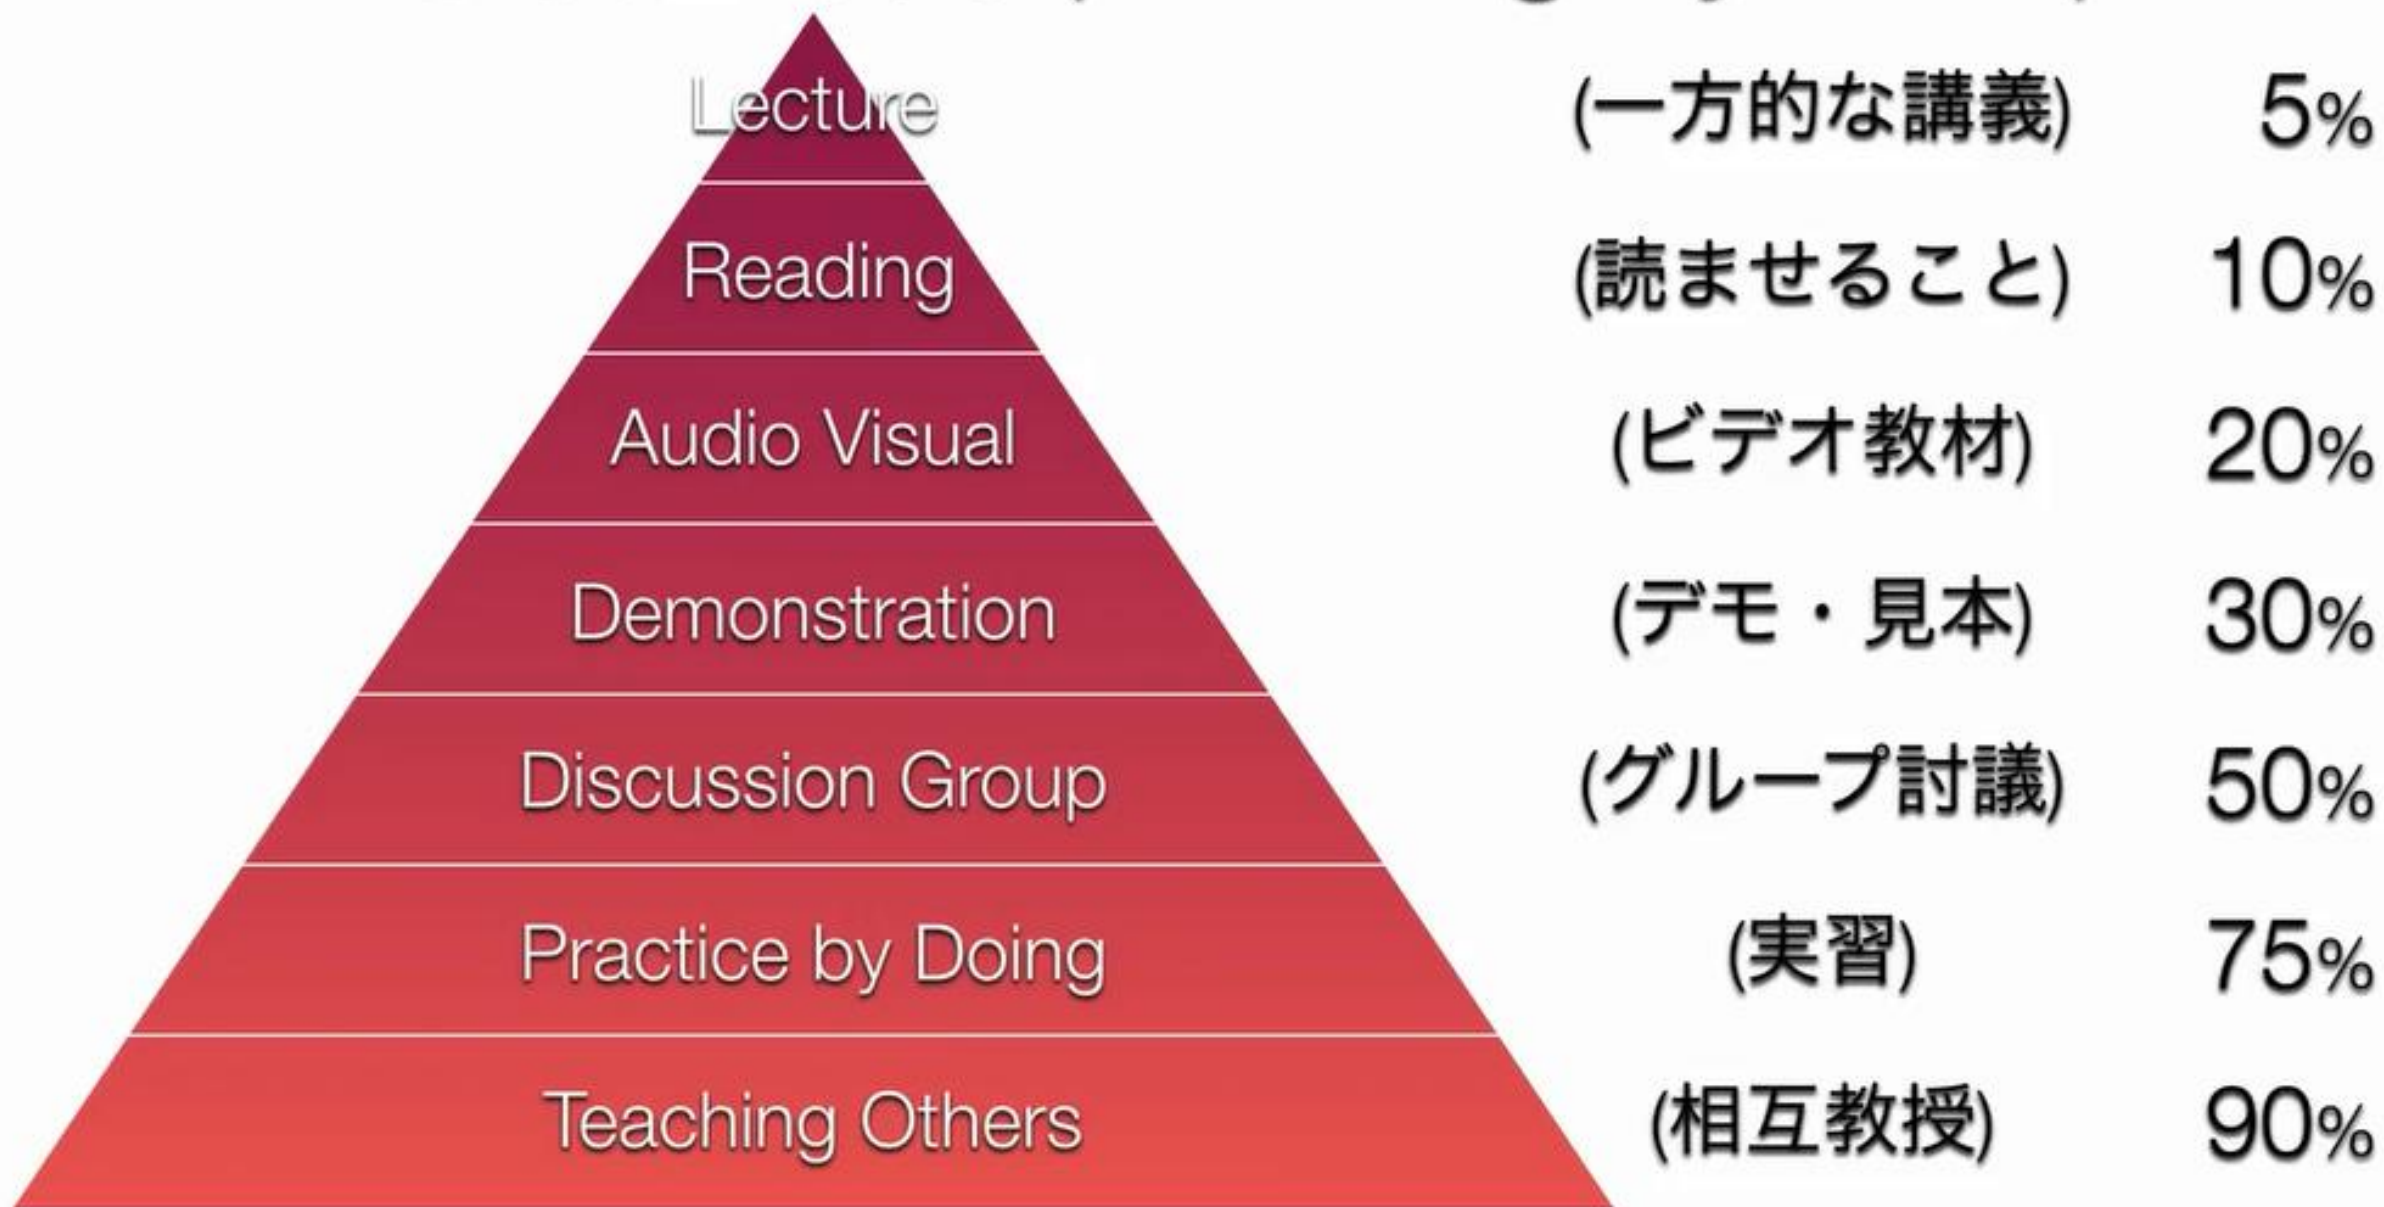 Lecture (一方的な講義) 5%
Reading (読ませること) 10%
Audio Visual (ビデオ教材) 20%
Demonstration (デモ・見本) 30%
Discussion Group (グループ討議) 50%
Practice by Doing (実習) 75%
Teaching Others (相互教授) 90%